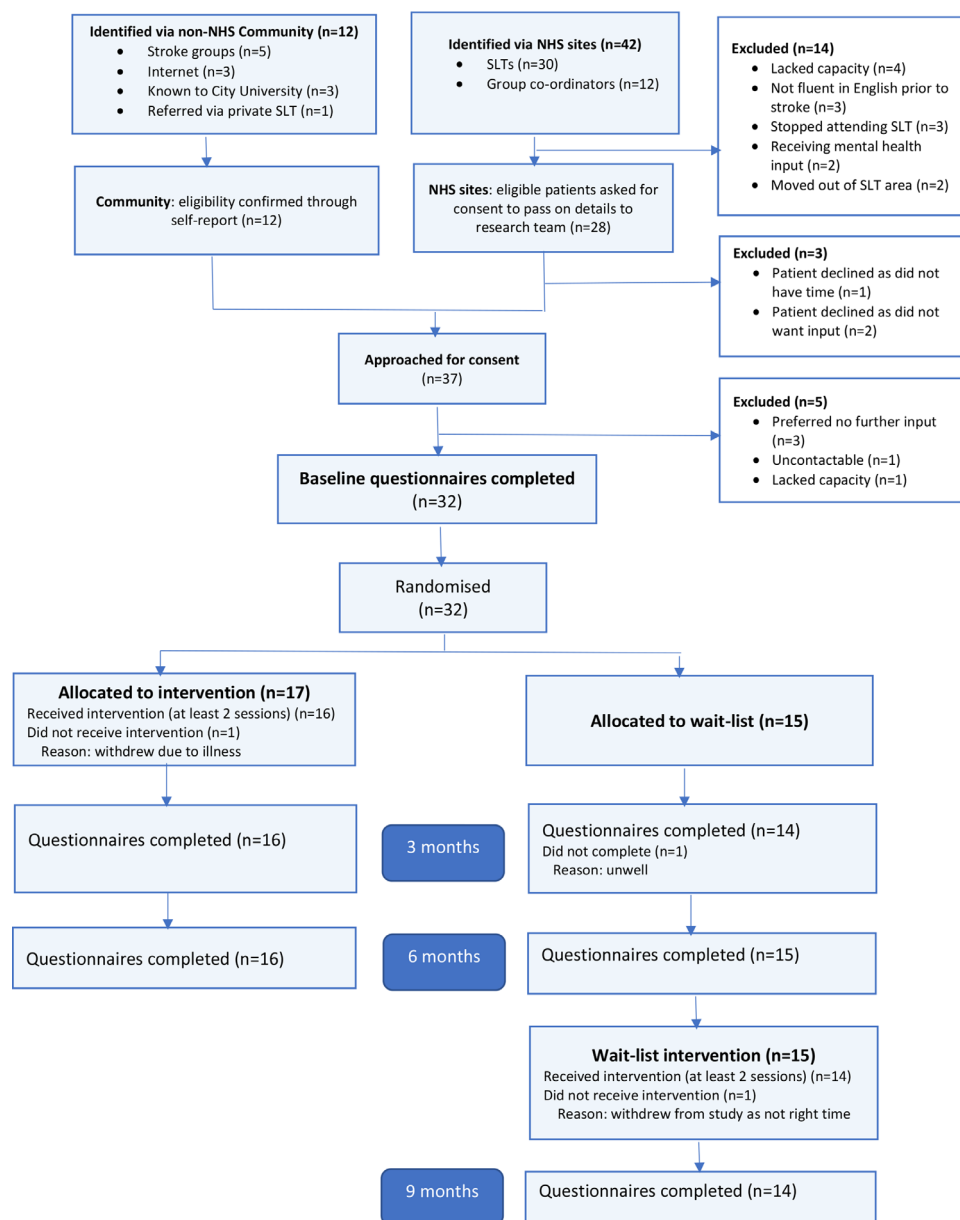 Identified via non-NHS Community (n=12)
• Stroke groups (n=5)
• Internet (n=3)
• Known to City University (n=3)
• Referred via private SLT (n=1)
Identified via NHS sites (n=42)
• SLTs (n=30)
• Group co-ordinators (n=12)
Excluded (n=14)
• Lacked capacity (n=4)
• Not fluent in English prior to
stroke (n=3)
• Stopped attending SLT (n=3)
• Receiving mental health
input (n=2)
• Moved out of SLT area (n=2)
Community: eligibility confirmed through
self-report (n=12)
NHS sites: eligible patients asked for
consent to pass on details to
research team (n=28)
Excluded (n=3)
• Patient declined as did not
have time (n=1)
• Patient declined as did not
want input (n=2)
Approached for consent
(n=37)
Excluded (n=5)
• Preferred no further input
(n=3)
• Uncontactable (n=1)
• Lacked capacity (n=1)
Baseline questionnaires completed
(n=32)
Randomised
(n=32)
Allocated to intervention (n=17)
Received intervention (at least 2 sessions) (n=16)
Did not receive intervention (n=1)
Reason: withdrew due to illness
Allocated to wait-list (n=15)
Questionnaires completed (n=16)
3 months
Questionnaires completed (n=14)
Did not complete (n=1)
Reason: unwell
Questionnaires completed (n=16)
6 months
Questionnaires completed (n=15)
Wait-list intervention (n=15)
Received intervention (at least 2 sessions) (n=14)
Did not receive intervention (n=1)
Reason: withdrew from study as not right time
9 months
Questionnaires completed (n=14)